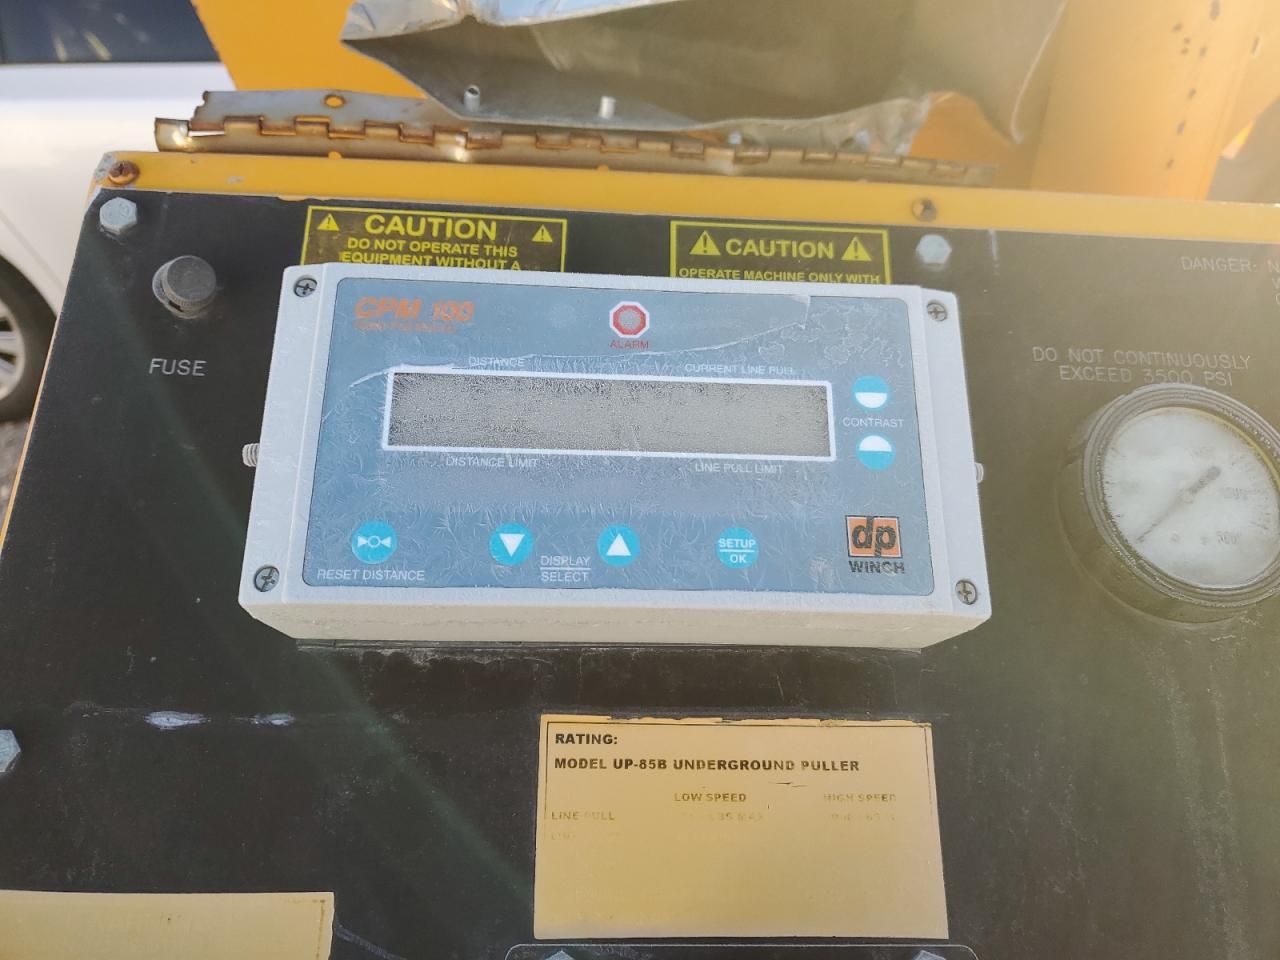 CAUTION
DO NOT OPERATE THIS
EQUIPMENT WITHOUT A
CAUTION
OPERATE MACHINE ONLY WITH
DANGER:
FUSE
CPM 100
ALARM
DISTANCE
CURRENT LINE PULL
CONTRAST
DISTANCE LIMIT
LINE PULL LIMIT
RESET DISTANCE
DISPLAY
SELECT
SETUP
OK
dp
WINCH
DO NOT CONTINUOUSLY
EXCEED 3500 PSI
RATING:
MODEL UP-85B UNDERGROUND PULLER
LOW SPEED HIGH SPEED
LINE PULL MAX